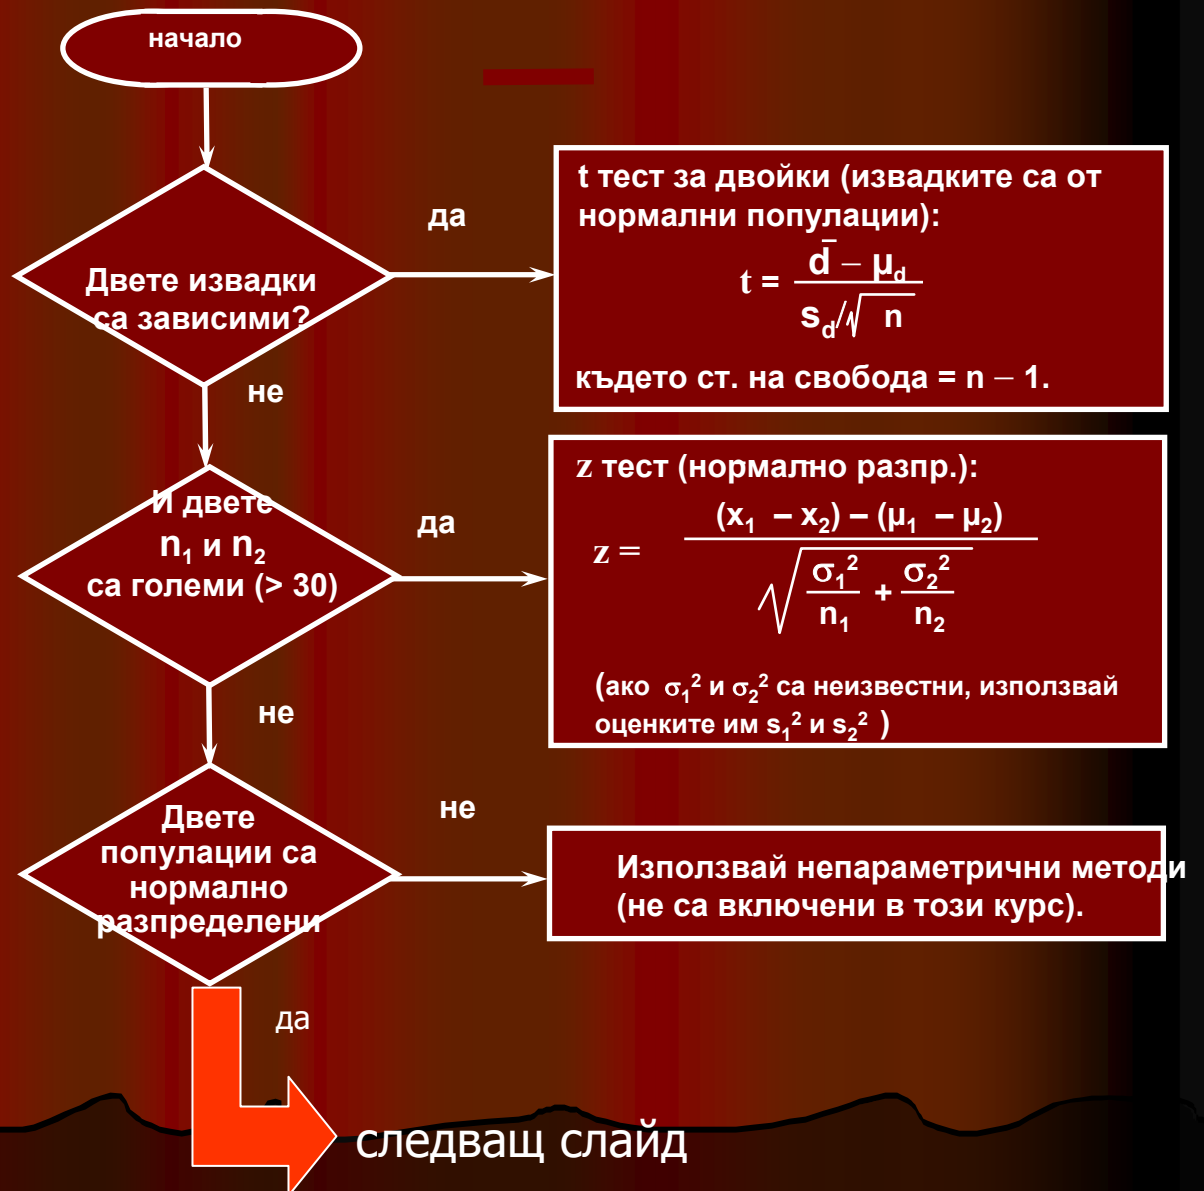 начало
да
t тест за двойки (извадките са от
нормални популации):
t = (d̄ – μ_d) / (s_d/√n)
където ст. на свобода = n – 1.
Двете извадки
са зависими?
не
z тест (нормално разпр.):
z = ((x₁ – x₂) – (μ₁ – μ₂)) / √(σ₁²/n₁ + σ₂²/n₂)
(ако σ₁² и σ₂² са неизвестни, използвай
оценките им s₁² и s₂² )
И двете
n₁ и n₂
са големи (> 30)
да
не
Двете
популации са
нормално
разпределени
не
Използвай непараметрични методи
(не са включени в този курс).
да
следващ слайд